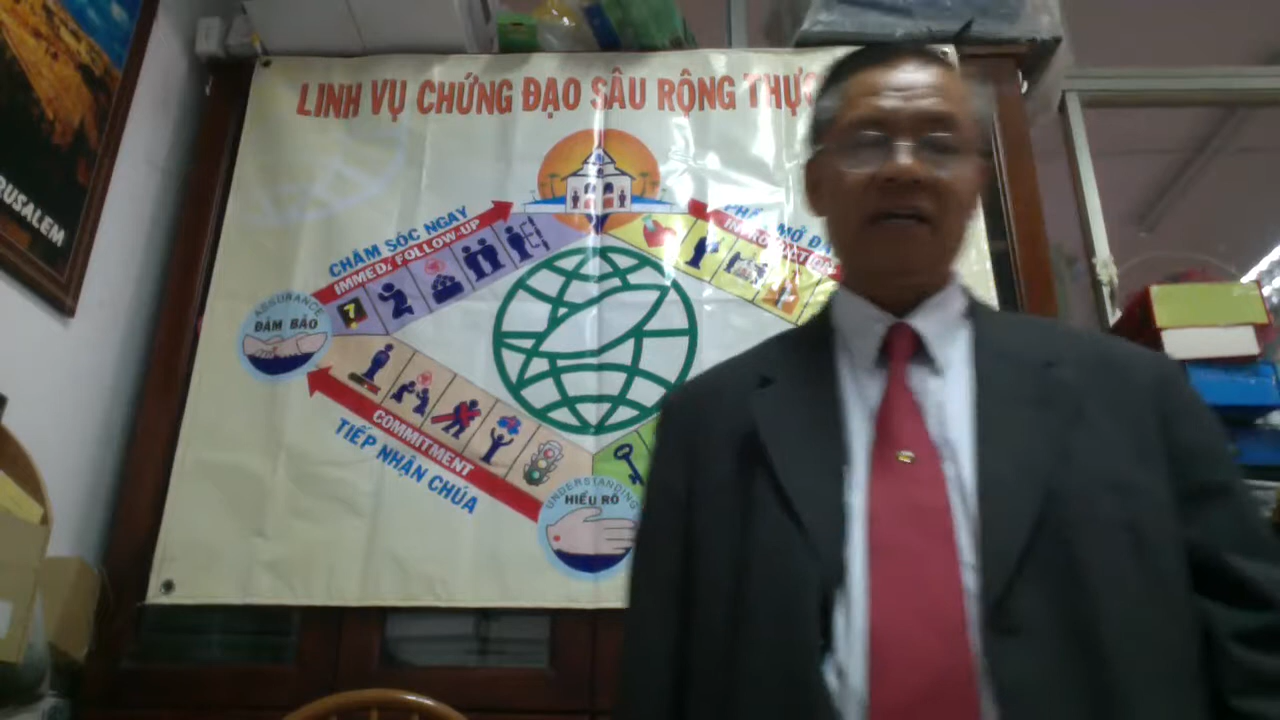 LINH VỤ CHỨNG ĐẠO SÂU RỘNG THỰC
RUSALEM
CHĂM SÓC NGAY
IMMED. FOLLOW-UP
7
ASSURANCE
ĐẢM BẢO
COMMITMENT
TIẾP NHẬN CHÚA
UNDERSTANDING
HIỂU RÕ